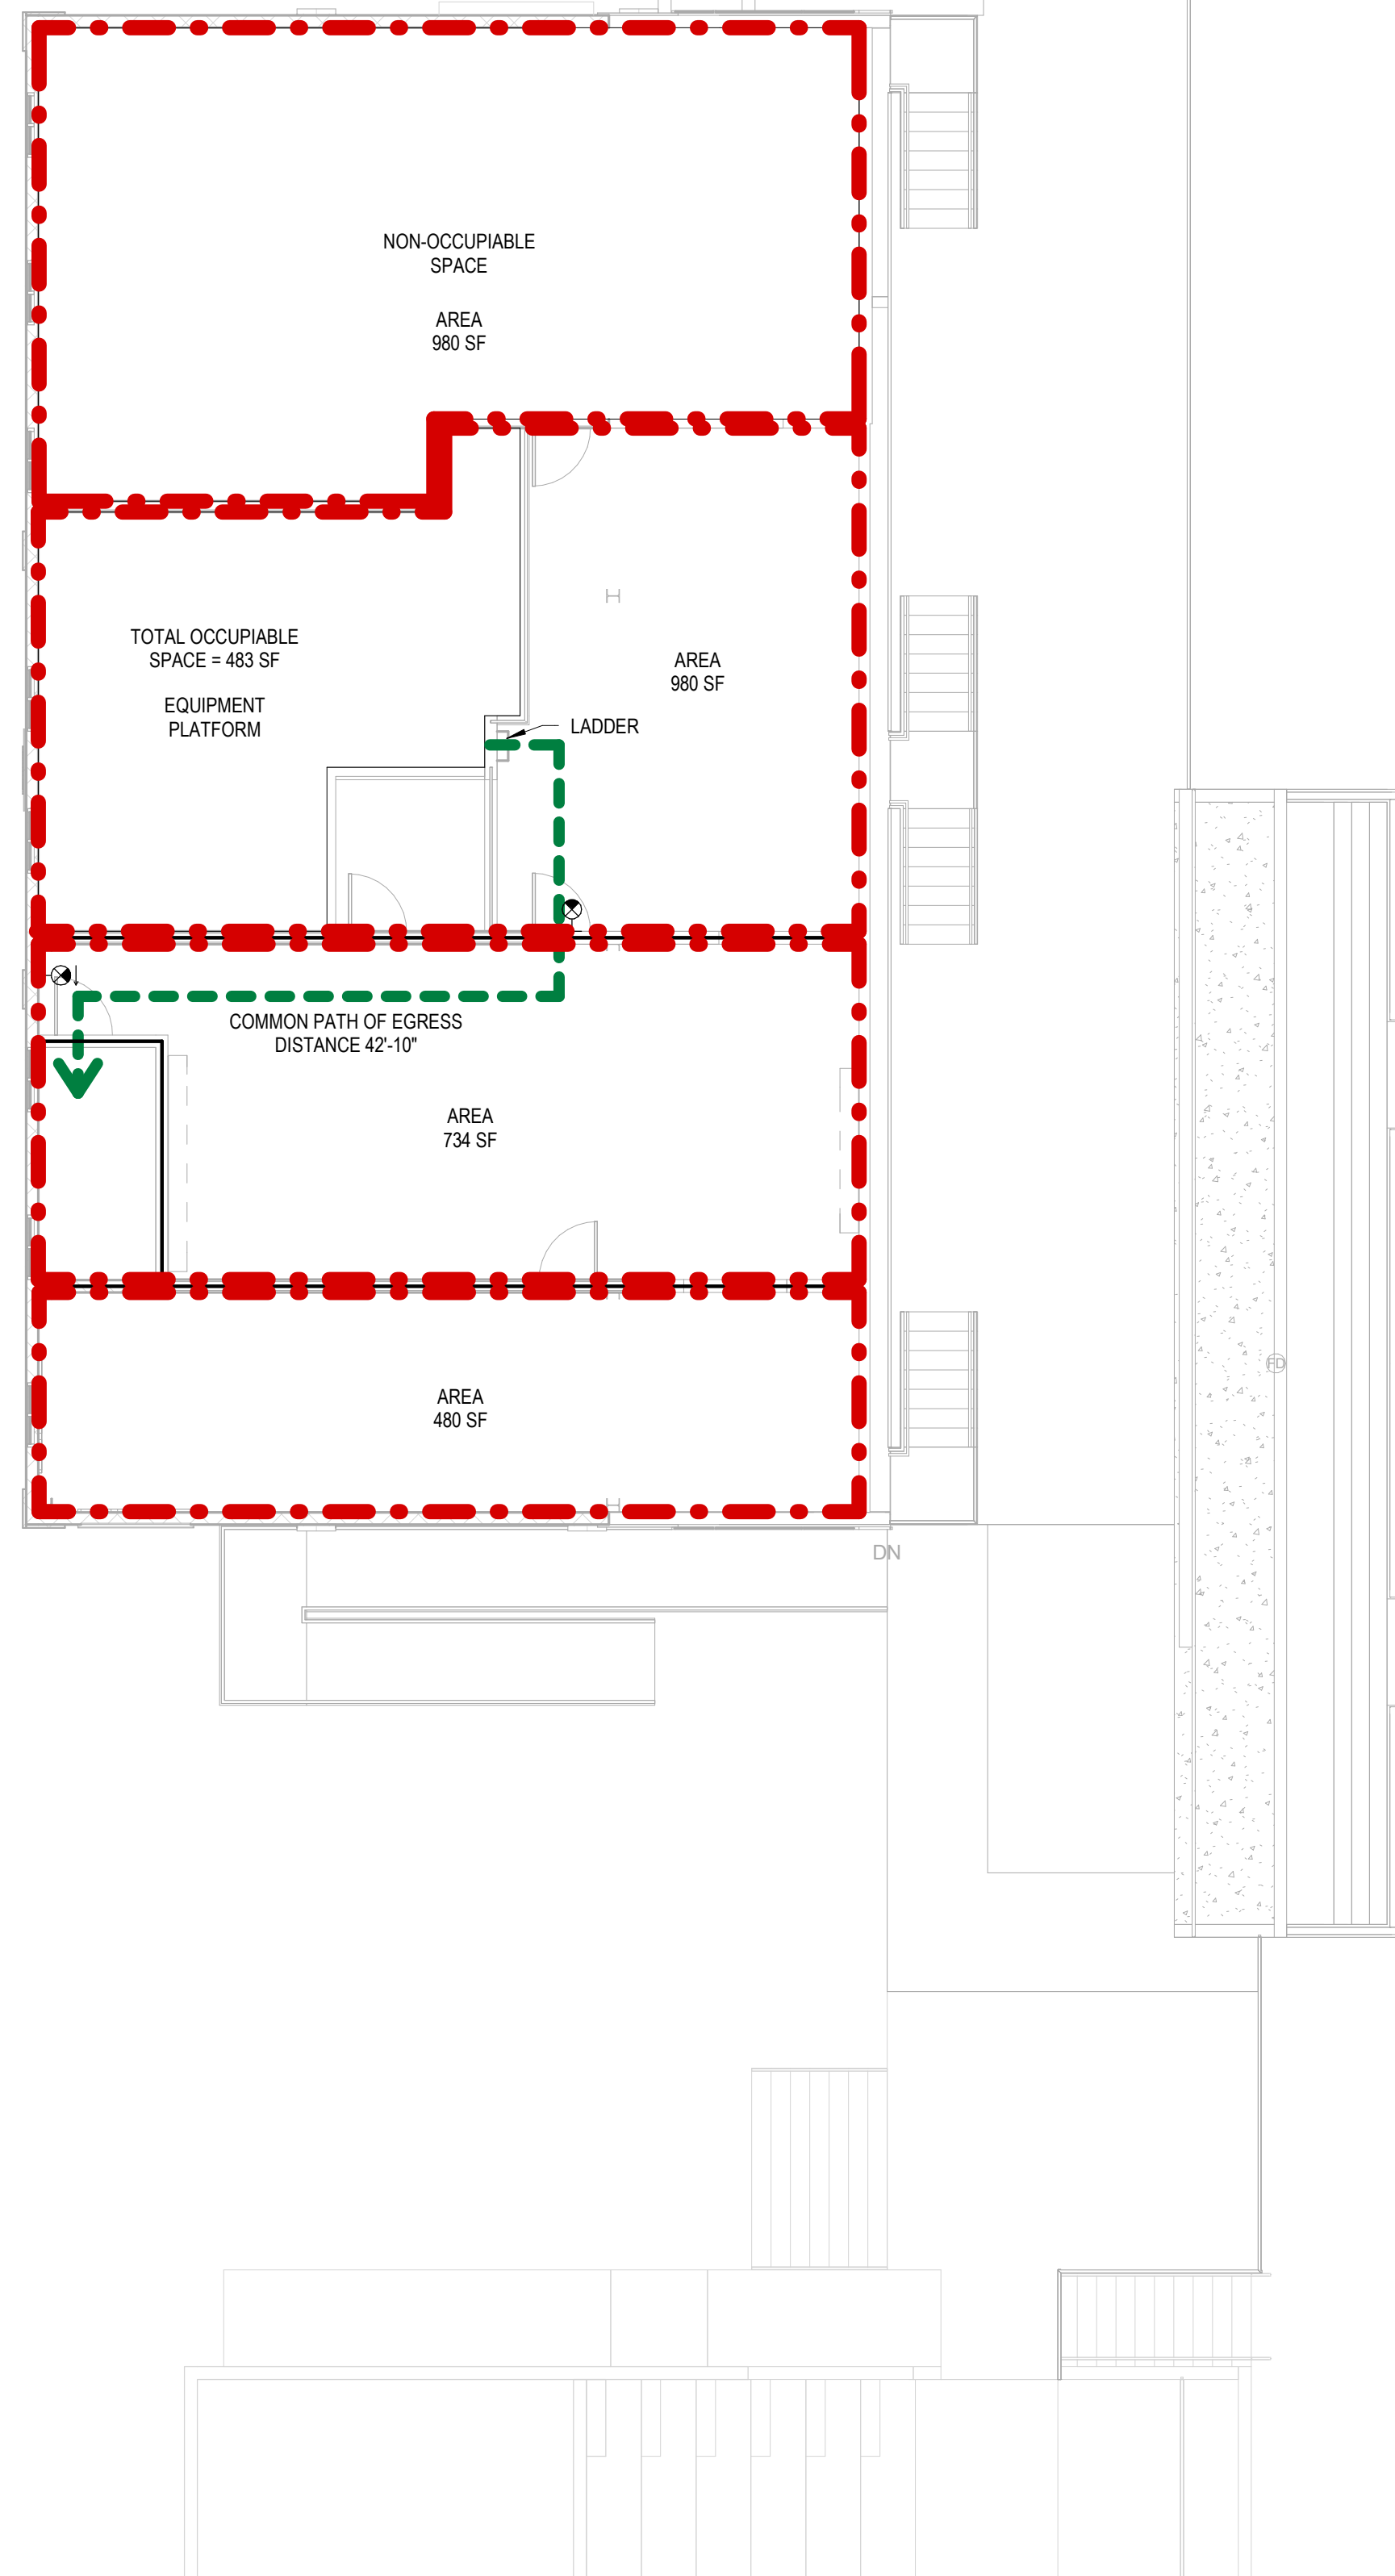 NON-OCCUPIABLE
SPACE
AREA
980 SF
TOTAL OCCUPIABLE
SPACE = 483 SF
EQUIPMENT
PLATFORM
H
AREA
980 SF
LADDER
COMMON PATH OF EGRESS
DISTANCE 42'-10"
AREA
734 SF
FD
AREA
480 SF
H
DN